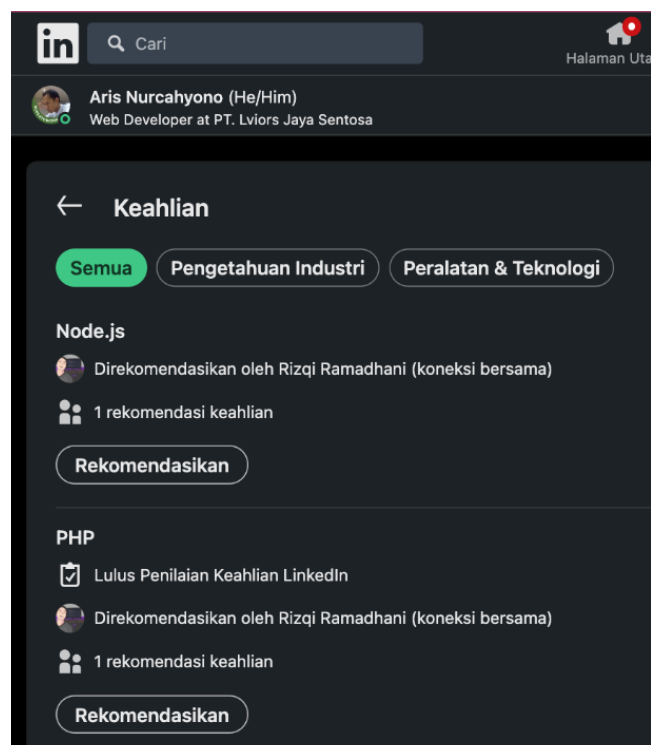 in
Cari
Halaman Uta
Aris Nurcahyono (He/Him)
Web Developer at PT. Lviors Jaya Sentosa
Keahlian
Semua
Pengetahuan Industri
Peralatan & Teknologi
Node.js
Direkomendasikan oleh Rizqi Ramadhani (koneksi bersama)
1 rekomendasi keahlian
Rekomendasikan
PHP
Lulus Penilaian Keahlian LinkedIn
Direkomendasikan oleh Rizqi Ramadhani (koneksi bersama)
1 rekomendasi keahlian
Rekomendasikan